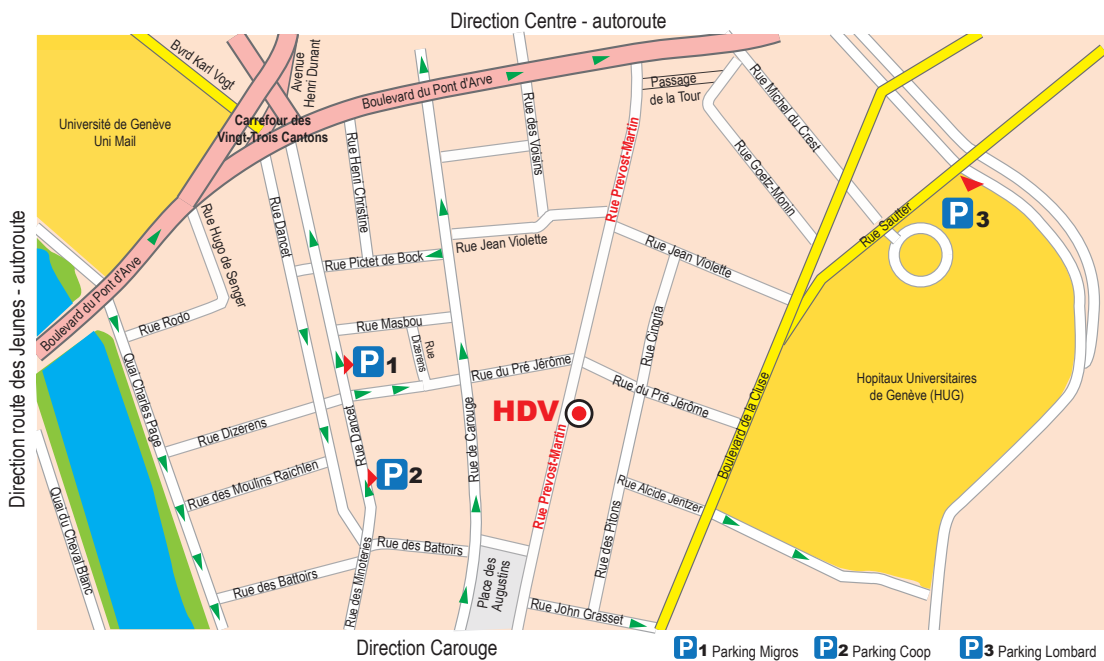 Direction Centre - autoroute
Bvrd Karl Vogt
Avenue
Henri Dunant
Boulevard du Pont d'Arve
Passage
de la Tour
Rue Michel du Crest
Université de Genève
Uni Mail
Carrefour des
Vingt-Trois Cantons
Rue des Voisins
Rue Henri Christine
Rue Prevost-Martin
Rue Goetz-Monin
Rue Hugo de Senger
Rue Dancet
Rue Jean Violette
Rue Pictet de Bock
Rue Jean Violette
Rue Sautter
P3
Boulevard du Pont d'Arve
Rue Rodo
Rue Masbou
Rue
Dizerens
Rue Cingria
P1
Rue du Pré Jérôme
Rue du Pré Jérôme
Hopitaux Universitaires
de Genève (HUG)
Direction route des Jeunes - autoroute
Quai Charles Page
Rue Dizerens
Rue Dancet
HDV
Rue de Carouge
Boulevard de la Cluse
P2
Rue des Moulins Raichlen
Rue Prevost-Martin
Rue Alcide Jentzer
Quai du Cheval Blanc
Rue des Battoirs
Rue des Battoirs
Rue des Minoteries
Place des
Augustins
Rue des Pitons
Rue John Grasset
Direction Carouge
P1 Parking Migros
P2 Parking Coop
P3 Parking Lombard